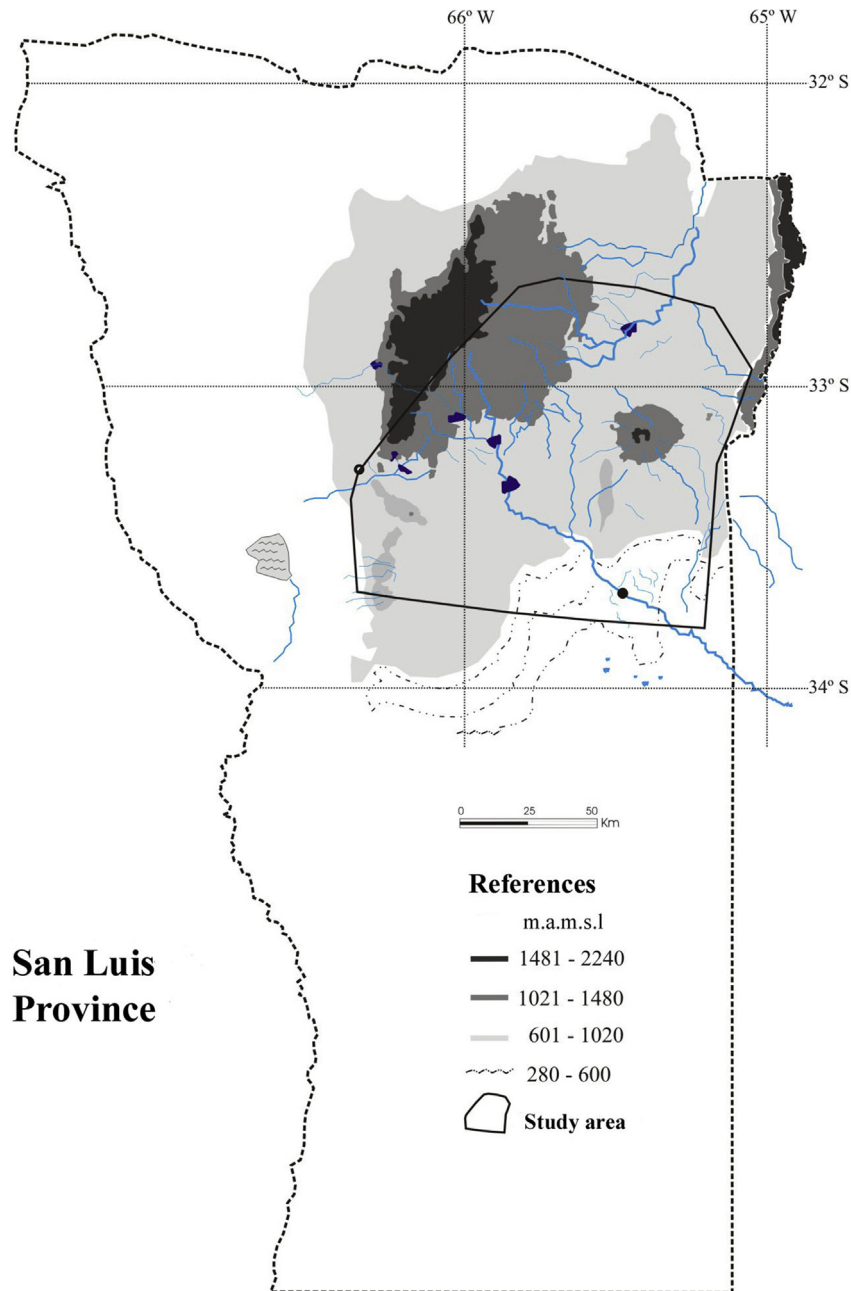 66º W
65º W
32º S
33º S
34º S
0 25 50
Km
References
m.a.m.s.l
1481 - 2240
1021 - 1480
601 - 1020
280 - 600
Study area
San Luis
Province